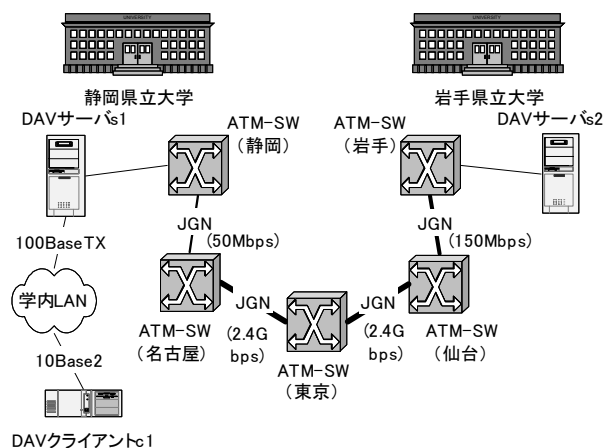 UNIVERSITY
UNIVERSITY
静岡県立大学
岩手県立大学
DAVサーバs1
ATM-SW
(静岡)
ATM-SW
(岩手)
DAVサーバs2
100BaseTX
JGN
(50Mbps)
JGN
(150Mbps)
学内LAN
JGN
(2.4G
bps)
JGN
(2.4G
bps)
10Base2
ATM-SW
(名古屋)
ATM-SW
(東京)
ATM-SW
(仙台)
DAVクライアントc1